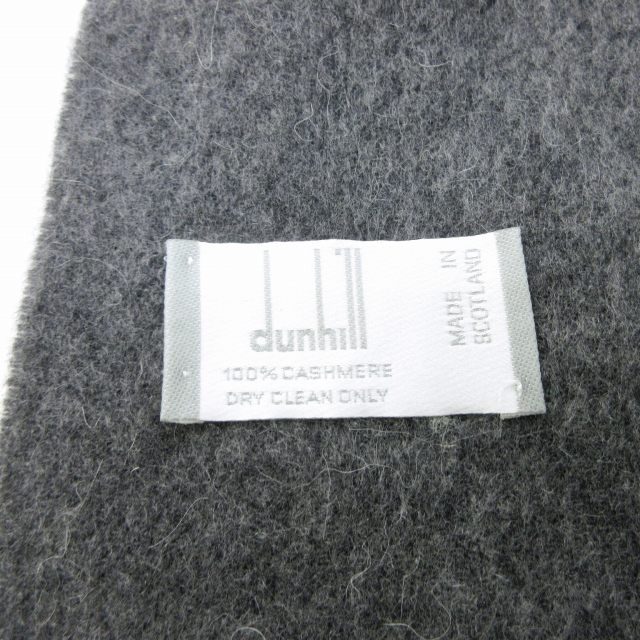 dunhill
100% CASHMERE
DRY CLEAN ONLY
MADE IN
SCOTLAND